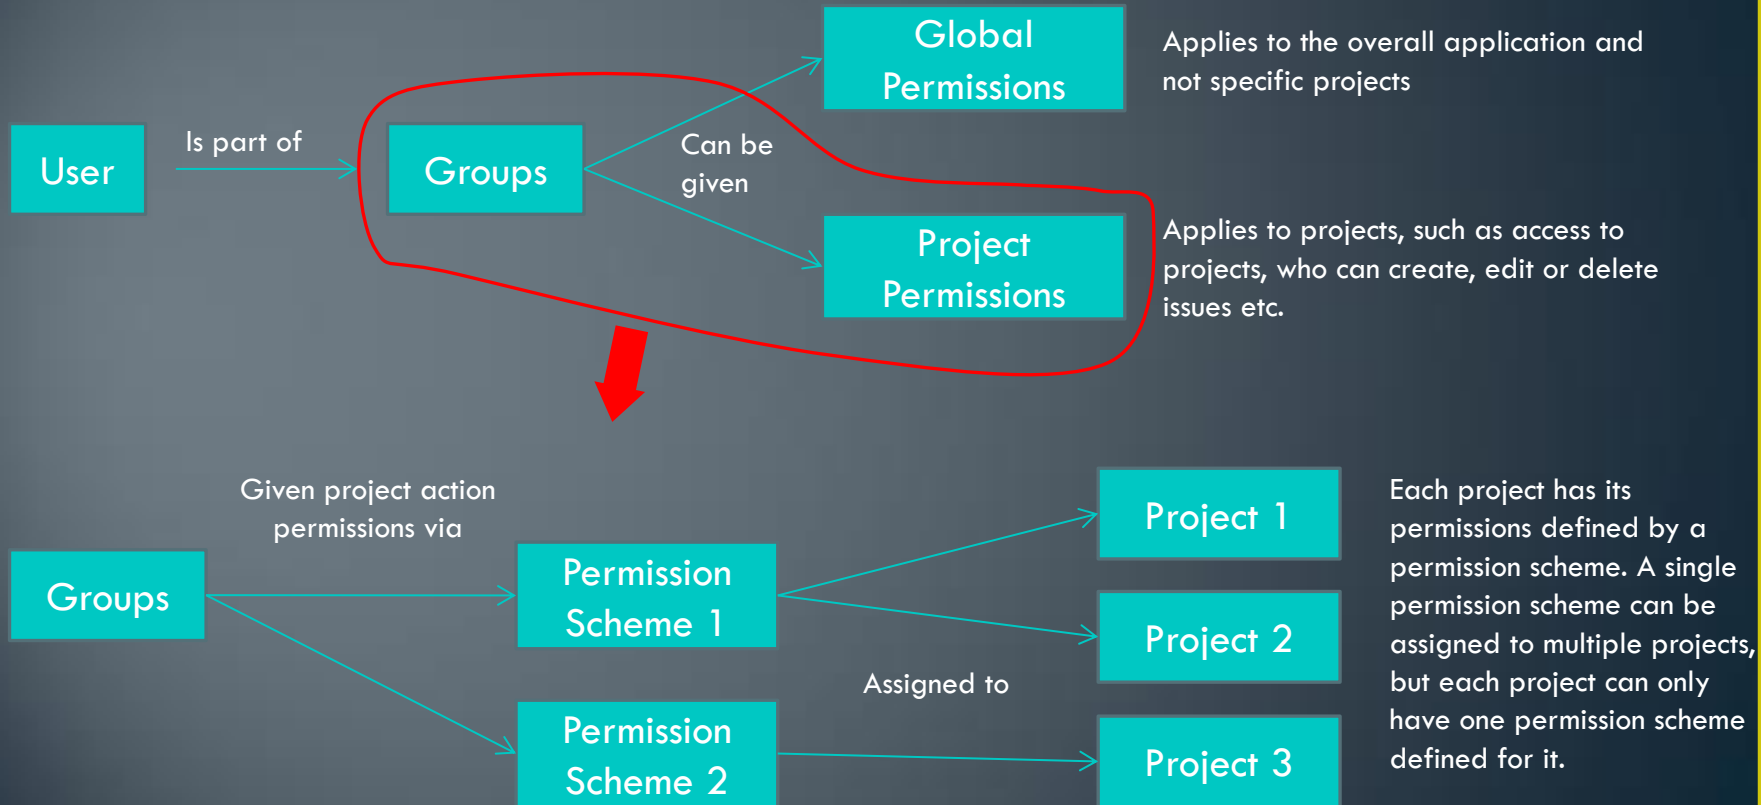 Global
Permissions
Applies to the overall application and
not specific projects
User
Is part of
Groups
Can be
given
Project
Permissions
Applies to projects, such as access to
projects, who can create, edit or delete
issues etc.
Given project action
permissions via
Groups
Permission
Scheme 1
Permission
Scheme 2
Assigned to
Project 1
Project 2
Project 3
Each project has its
permissions defined by a
permission scheme. A single
permission scheme can be
assigned to multiple projects,
but each project can only
have one permission scheme
defined for it.